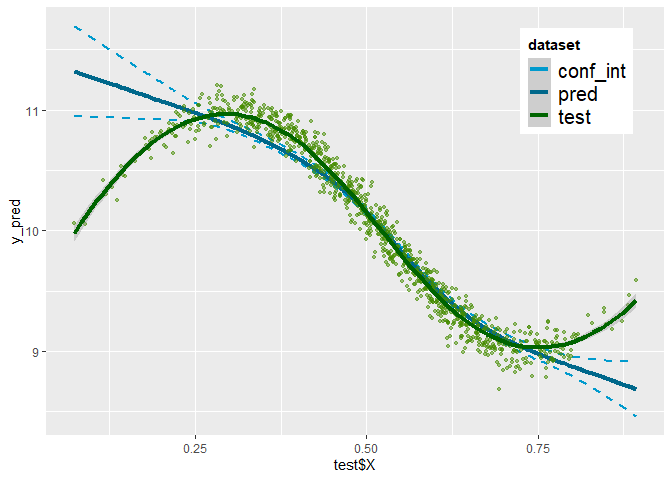 dataset
conf_int
pred
test
11
10
9
y_pred
0.25 0.50 0.75
test$X